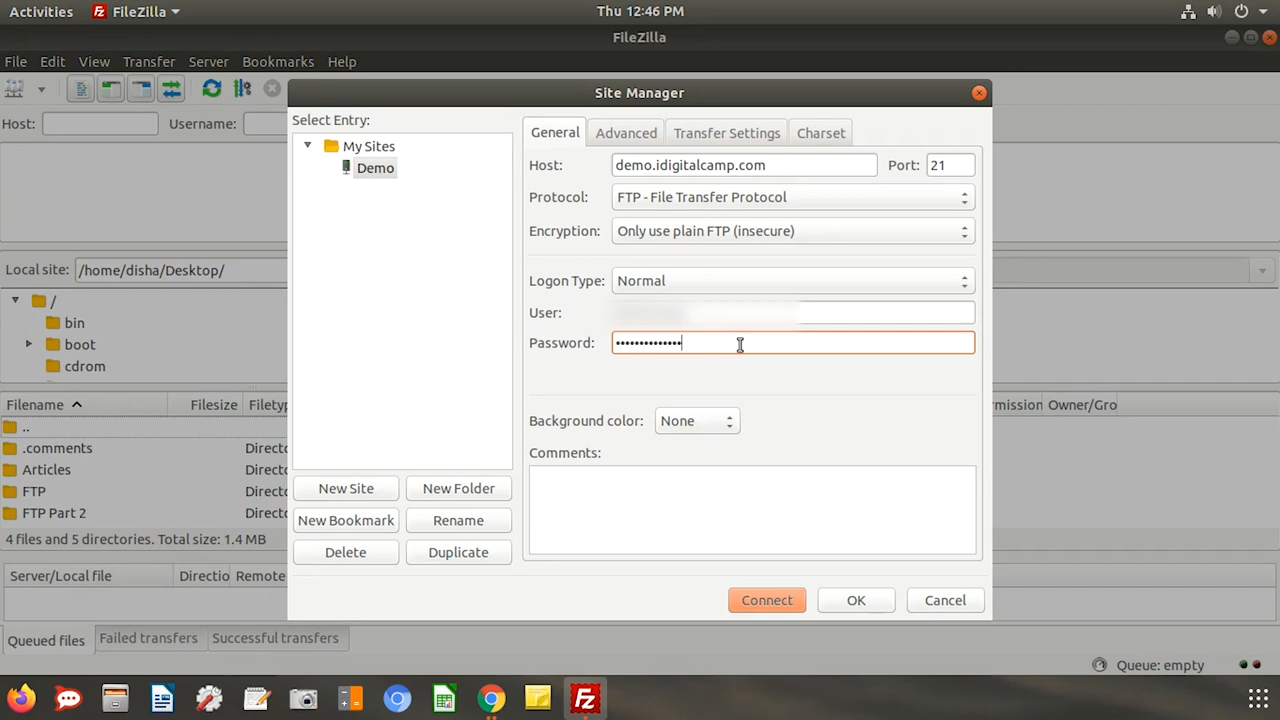 Activities FileZilla Thu 12:46 PM
FileZilla
File Edit View Transfer Server Bookmarks Help
Site Manager
Host: Username:
Select Entry:
My Sites
Demo
General Advanced Transfer Settings Charset
Host: demo.idigitalcamp.com Port: 21
Protocol: FTP - File Transfer Protocol
Encryption: Only use plain FTP (insecure)
Logon Type: Normal
User:
Password: ••••••••••••••
Background color: None
Comments:
New Site New Folder
New Bookmark Rename
Delete Duplicate
Connect OK Cancel
Local site: /home/disha/Desktop/
/
bin
boot
cdrom
Filename Filesize Filety
Owner/Gro
..
.comments Directo
Articles Directo
FTP Directo
FTP Part 2 Directo
4 files and 5 directories. Total size: 1.4 MB
Server/Local file Directio Remote
Queued files Failed transfers Successful transfers
Queue: empty